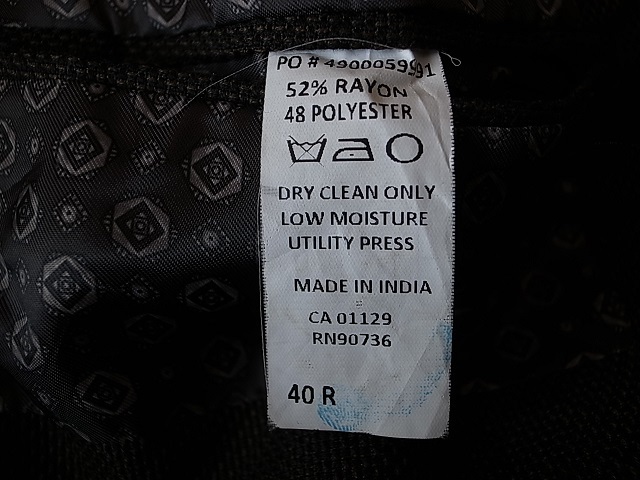 PO # 4900059991
52% RAYON
48 POLYESTER
DRY CLEAN ONLY
LOW MOISTURE
UTILITY PRESS
MADE IN INDIA
CA 01129
RN90736
40 R